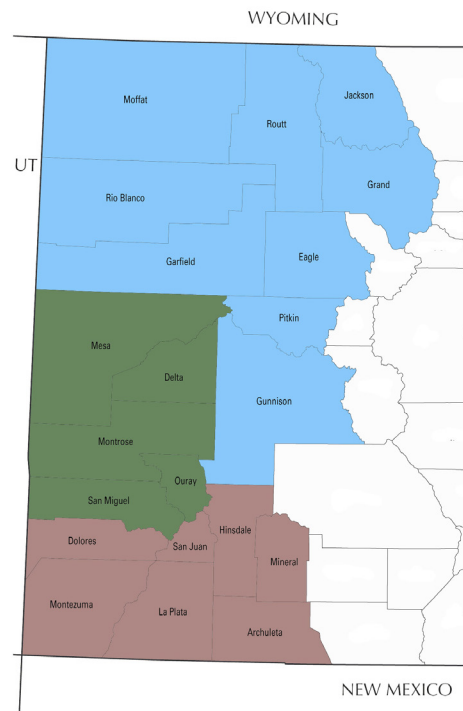 WYOMING
Moffat
Jackson
Routt
UT
Grand
Rio Blanco
Eagle
Garfield
Pitkin
Mesa
Delta
Gunnison
Montrose
Ouray
San Miguel
Hinsdale
Dolores
San Juan
Mineral
Montezuma
La Plata
Archuleta
NEW MEXICO